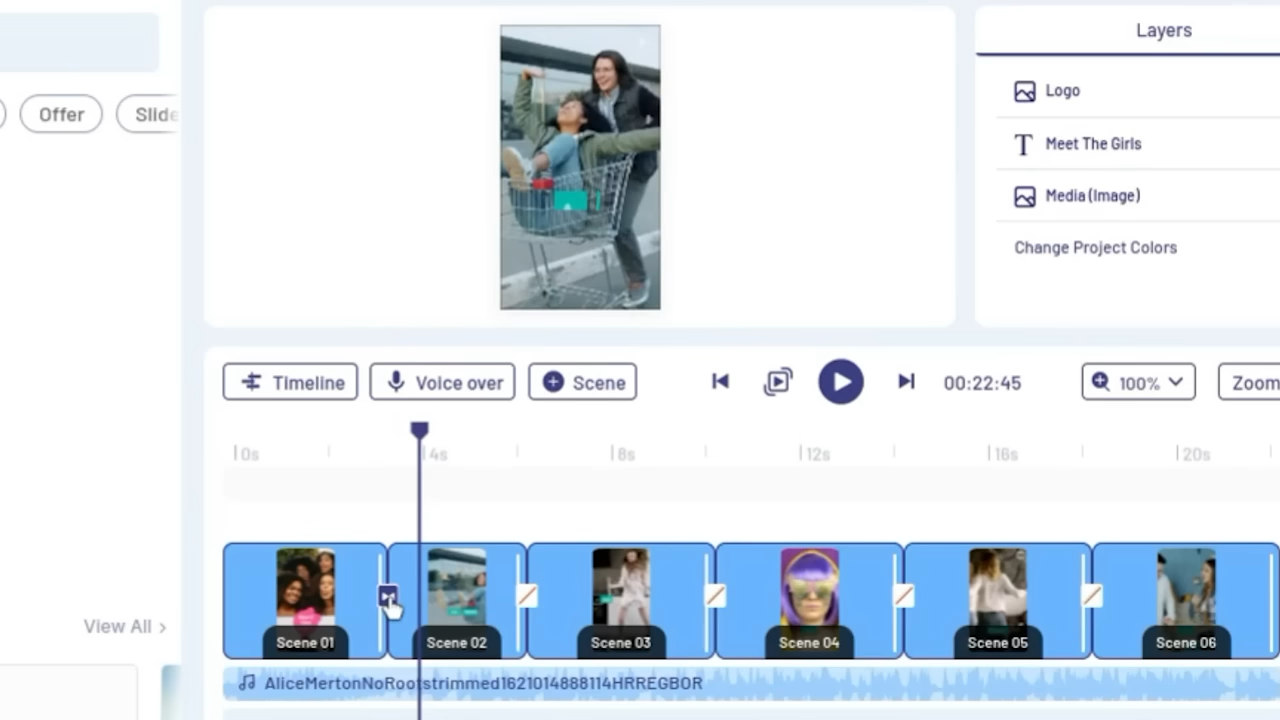 Layers
Logo
Meet The Girls
Media (Image)
Change Project Colors
Offer
Slide
View All >
Timeline
Voice over
Scene
00:22:45
100%
Zoom
0s
4s
8s
12s
16s
20s
Scene 01
Scene 02
Scene 03
Scene 04
Scene 05
Scene 06
AliceMertonNoRootstrimmed1621014888114HRREGBOR